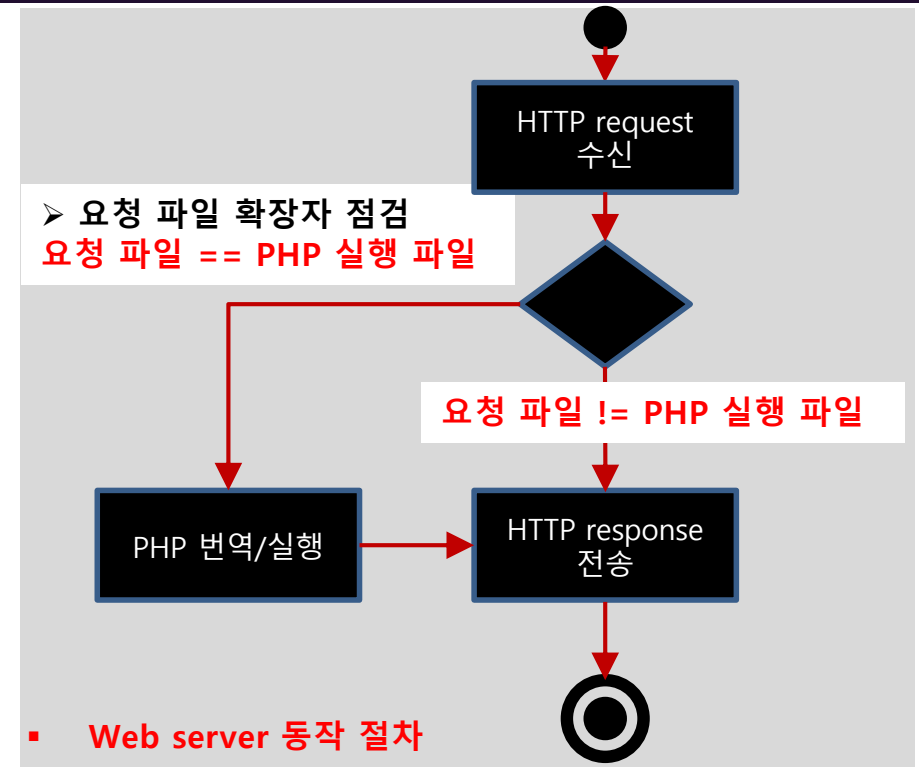 HTTP request
수신
➢ 요청 파일 확장자 점검
요청 파일 == PHP 실행 파일
요청 파일 != PHP 실행 파일
PHP 번역/실행
HTTP response
전송
▪ Web server 동작 절차